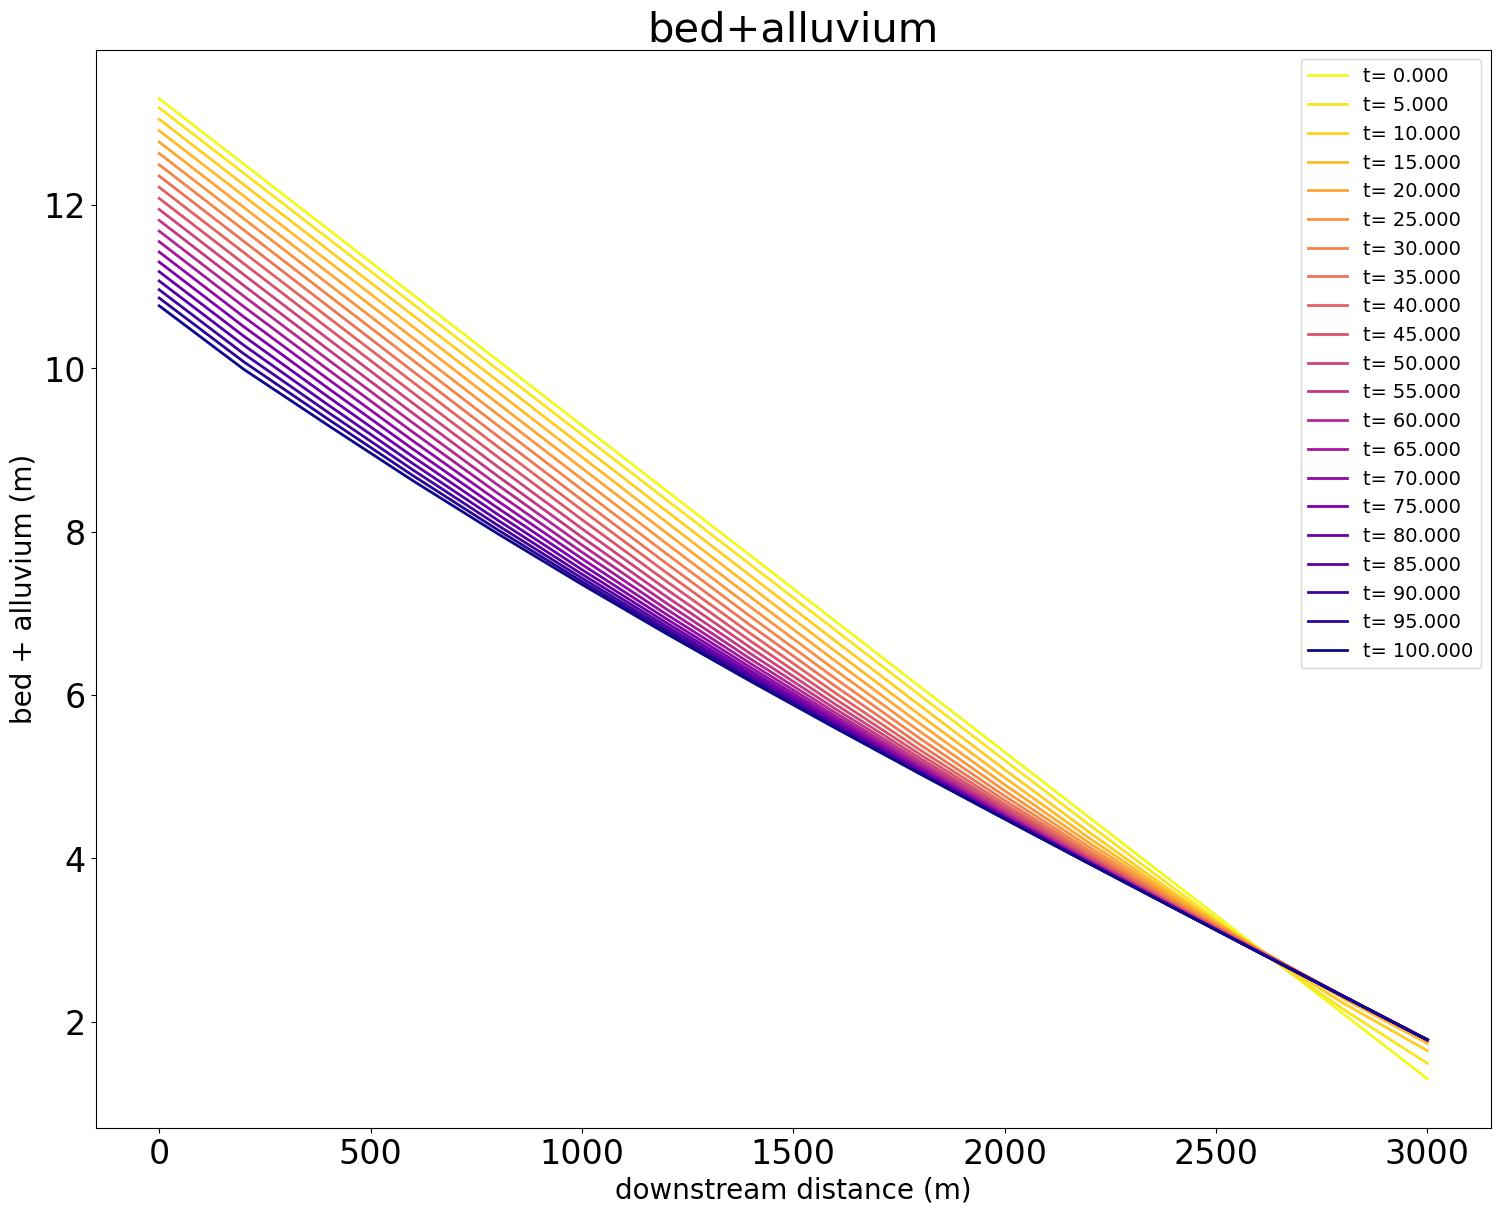 bed+alluvium
t= 0.000
t= 5.000
t= 10.000
t= 15.000
t= 20.000
t= 25.000
t= 30.000
t= 35.000
t= 40.000
t= 45.000
t= 50.000
t= 55.000
t= 60.000
t= 65.000
t= 70.000
t= 75.000
t= 80.000
t= 85.000
t= 90.000
t= 95.000
t= 100.000
bed + alluvium (m)
12
10
8
6
4
2
0 500 1000 1500 2000 2500 3000
downstream distance (m)